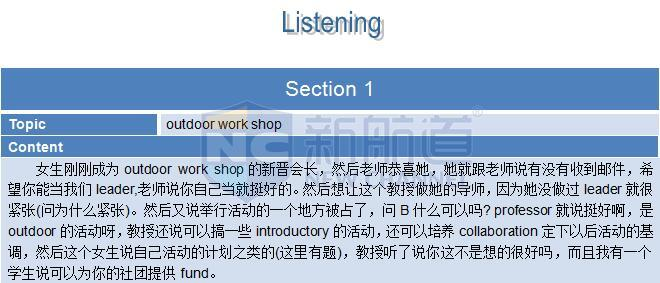 Listening
Section 1
Topic outdoor work shop
Content
女生刚刚成为 outdoor work shop 的新晋会长，然后老师恭喜她，她就跟老师说有没有收到邮件，希
望你能当我们 leader,老师说你自己当就挺好的。然后想让这个教授做她的导师，因为她没做过 leader 就很
紧张(问为什么紧张)。然后又说举行活动的一个地方被占了，问 B 什么可以吗? professor 就说挺好啊，是
outdoor 的活动呀，教授还说可以搞一些 introductory 的活动，还可以培养 collaboration 定下以后活动的基
调，然后这个女生说自己活动的计划之类的(这里有题)，教授听了说你这不是想的很好吗，而且我有一个
学生说可以为你的社团提供 fund。
新航道